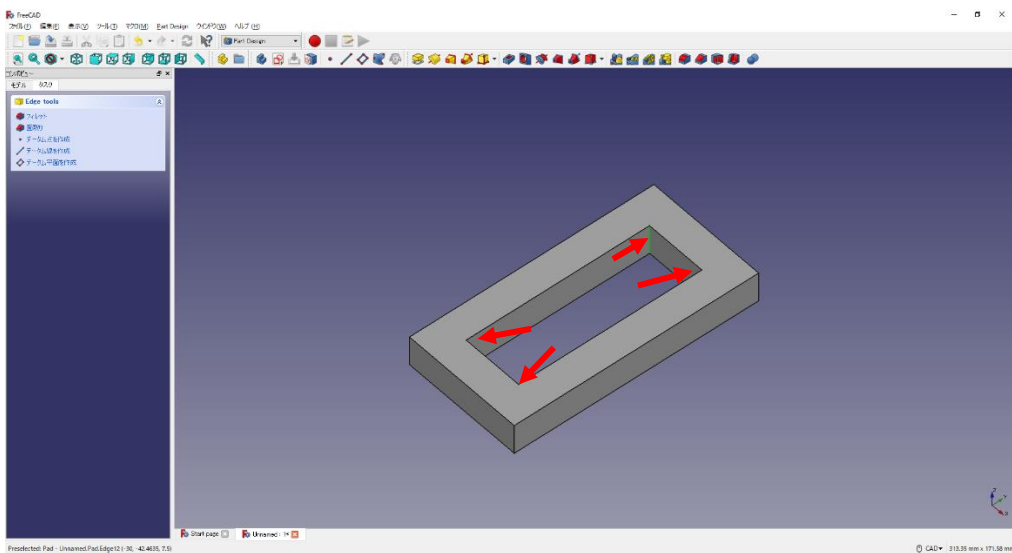 FreeCAD
ファイル(F) 編集(E) 表示(V) ツール(T) マクロ(M) Part Design ウインドウ(W) ヘルプ(H)
Part Design
コンボビュー
モデル タスク
Edge tools
フィレット
面取り
データム点を作成
データム線を作成
データム平面を作成
Z
Y
X
Start page Unnamed : 1*
Preselected: Pad - Unnamed.Pad.Edge12 (-30, -42.4635, 7.5) CAD 313.35 mm x 171.58 mm